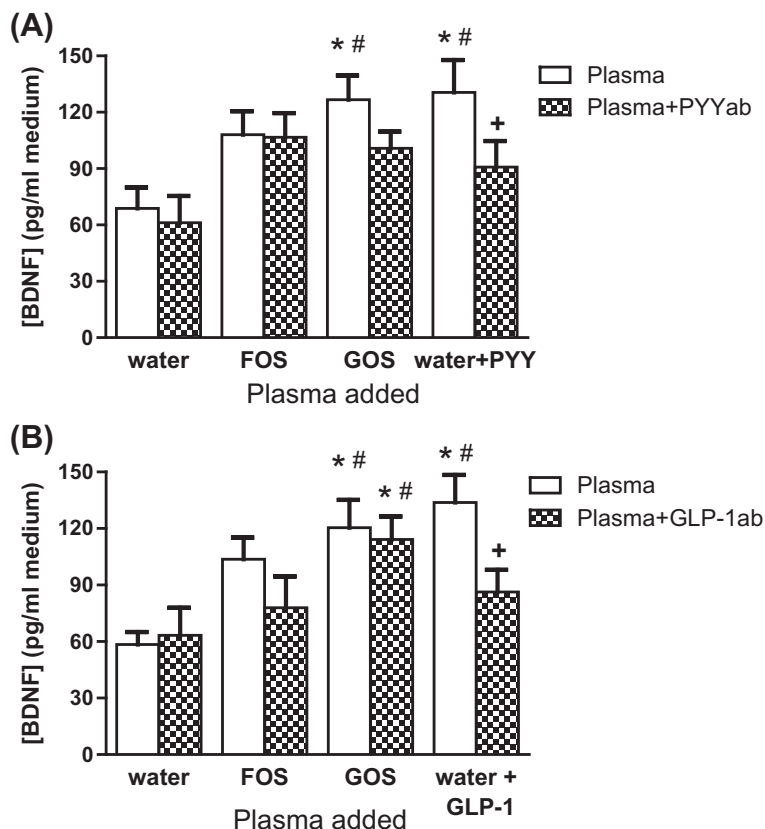 (A)
* #
* #
150
120
90
60
30
0
[BDNF] (pg/ml medium)
+
Plasma
Plasma+PYYab
water FOS GOS water+PYY
Plasma added
(B)
* #
* #
* #
150
120
90
60
30
0
[BDNF] (pg/ml medium)
+
Plasma
Plasma+GLP-1ab
water FOS GOS water +
GLP-1
Plasma added